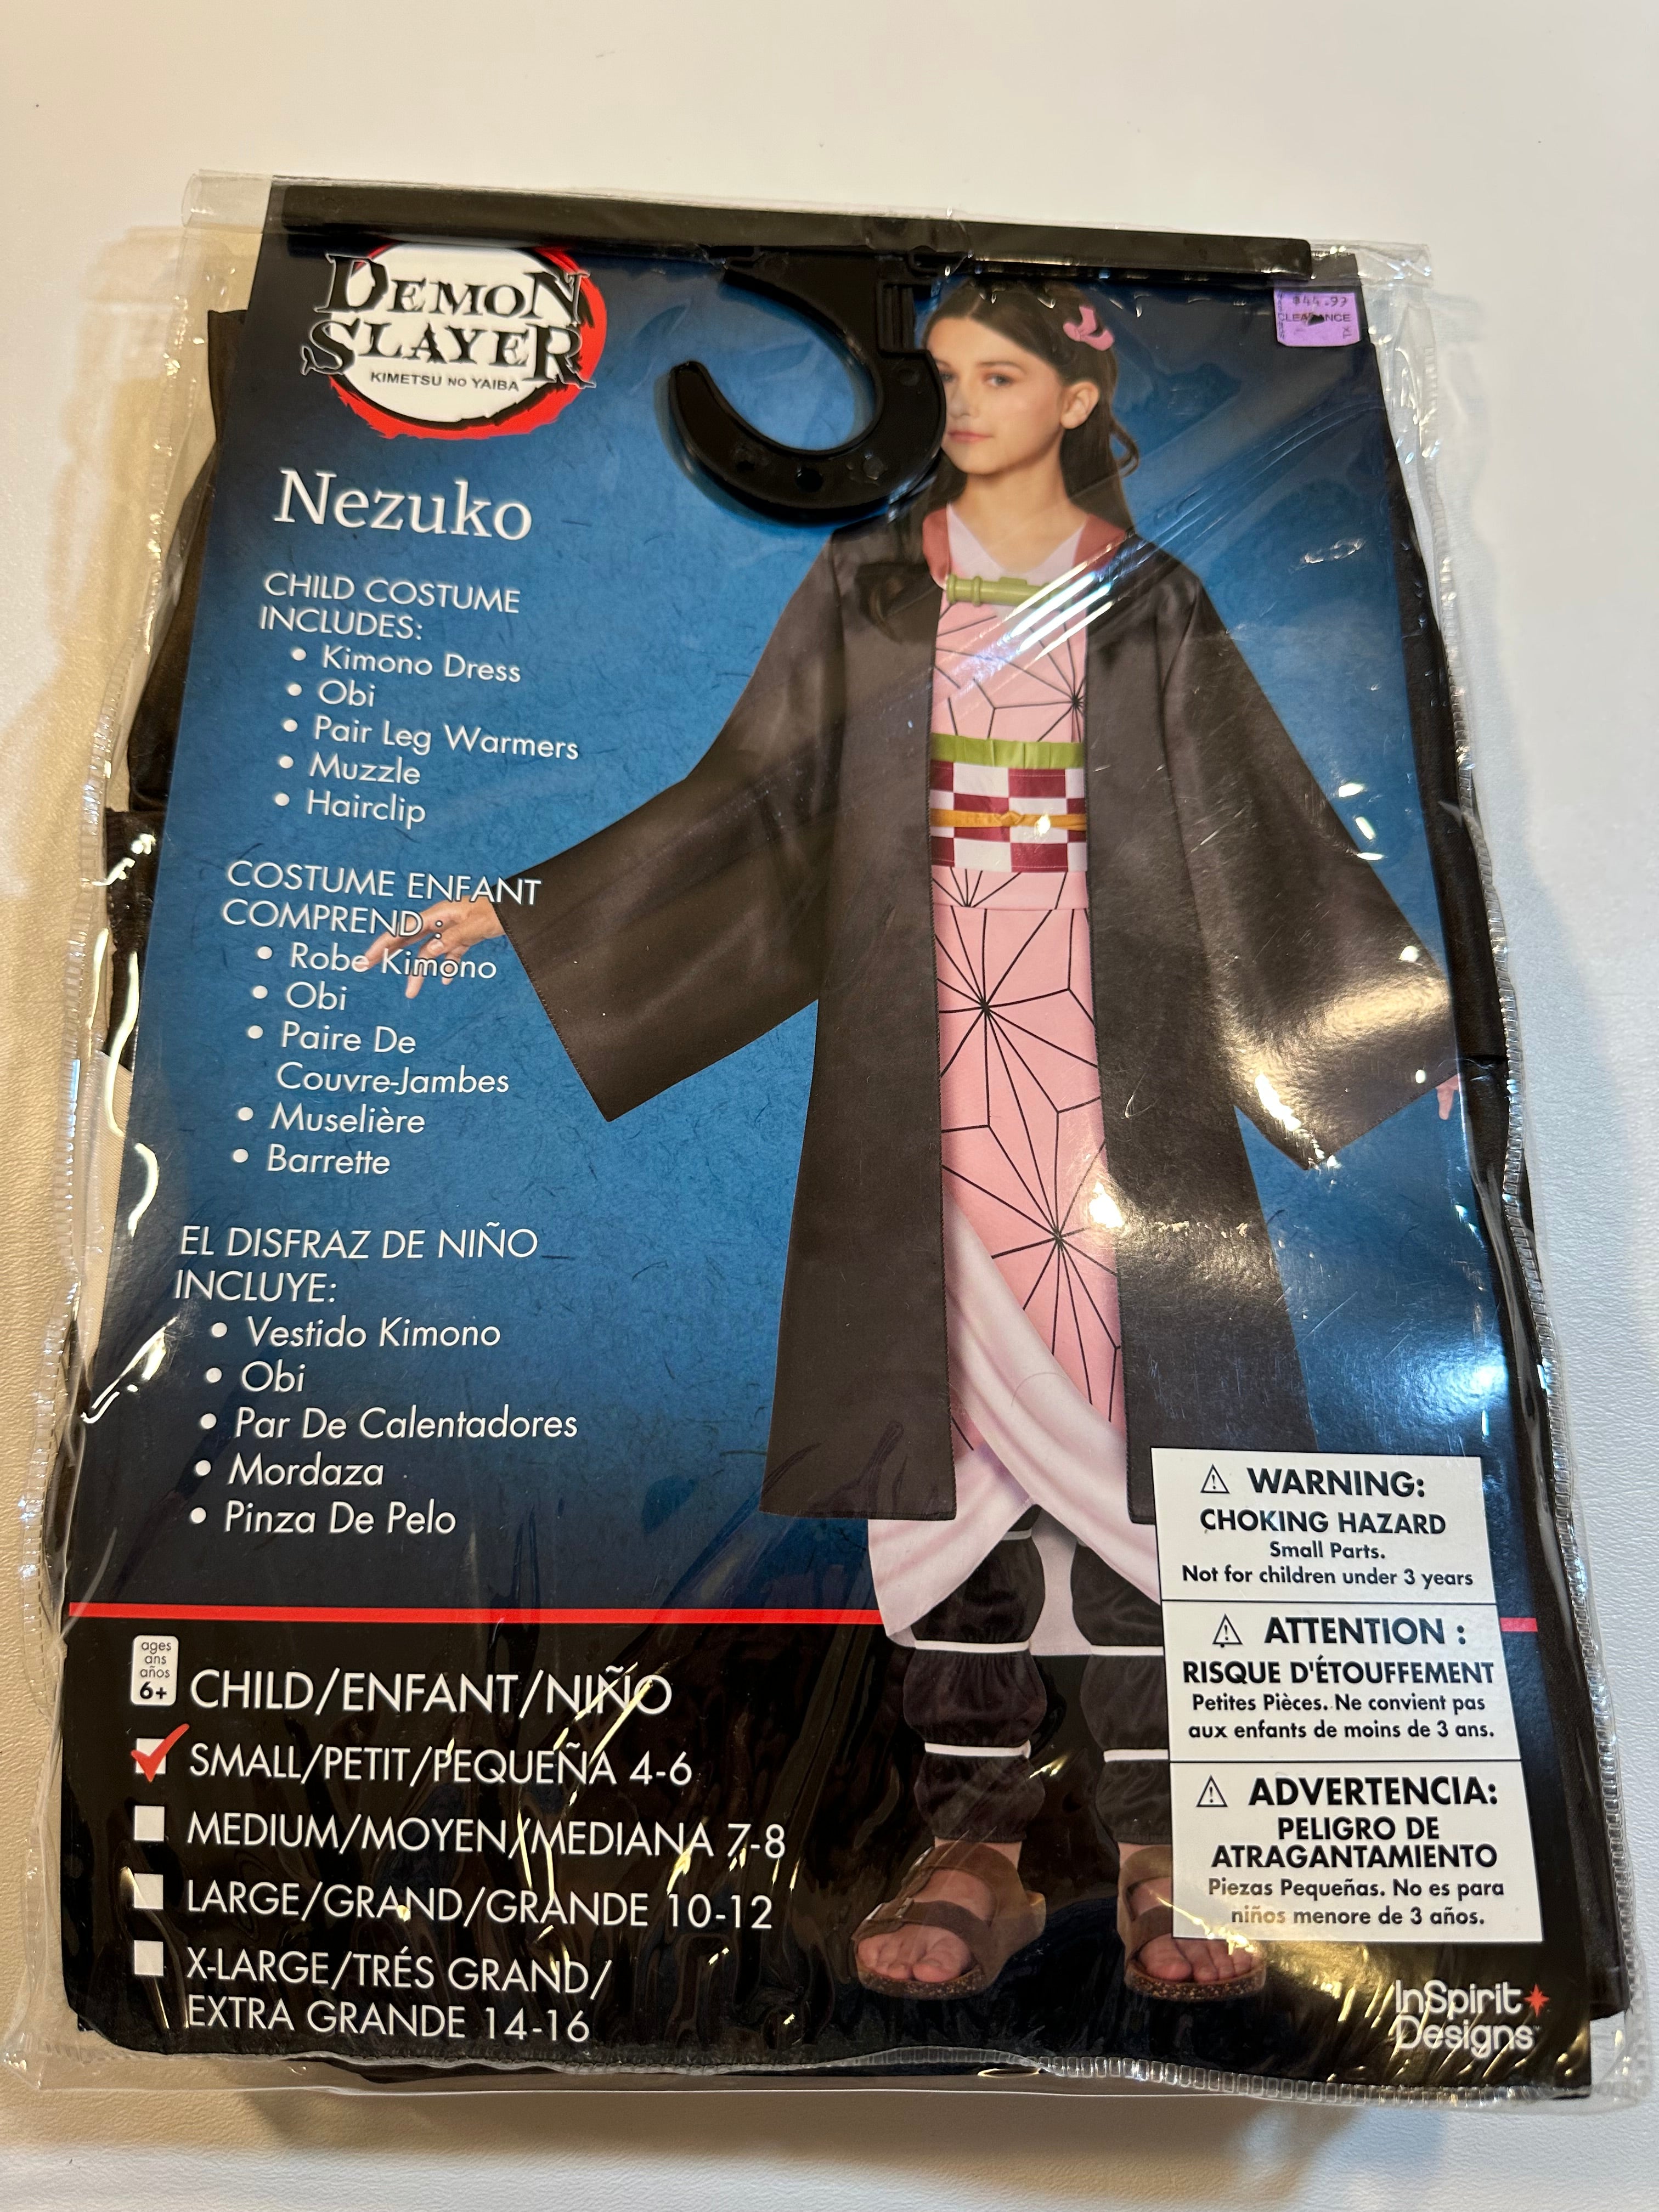 DEMON
SLAYER
KIMETSU NO YAIBA
$44.97
CLEARANCE
Nezuko
CHILD COSTUME
INCLUDES:
• Kimono Dress
• Obi
• Pair Leg Warmers
• Muzzle
• Hairclip
COSTUME ENFANT
COMPREND :
• Robe Kimono
• Obi
• Paire De
Couvre-Jambes
• Muselière
• Barrette
EL DISFRAZ DE NIÑO
INCLUYE:
• Vestido Kimono
• Obi
• Par De Calentadores
• Mordaza
• Pinza De Pelo
ages
ans
años
6+
CHILD/ENFANT/NIÑO
SMALL/PETIT/PEQUEÑA 4-6
MEDIUM/MOYEN/MEDIANA 7-8
LARGE/GRAND/GRANDE 10-12
X-LARGE/TRÉS GRAND/
EXTRA GRANDE 14-16
⚠ WARNING:
CHOKING HAZARD
Small Parts.
Not for children under 3 years
⚠ ATTENTION :
RISQUE D'ÉTOUFFEMENT
Petites Pièces. Ne convient pas
aux enfants de moins de 3 ans.
⚠ ADVERTENCIA:
PELIGRO DE
ATRAGANTAMIENTO
Piezas Pequeñas. No es para
niños menore de 3 años.
InSpirit
Designs